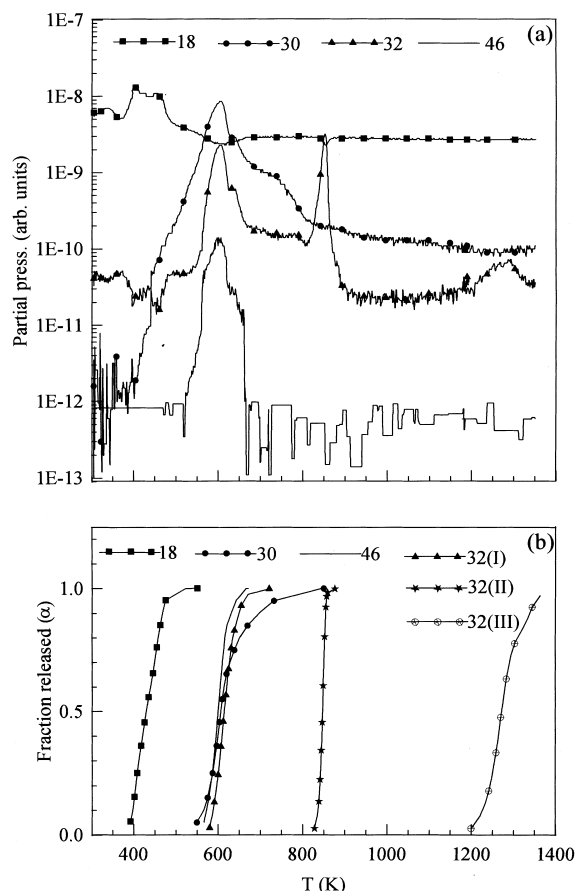 1E-7
(a)
18 30 32 46
1E-8
1E-9
1E-10
1E-11
1E-12
1E-13
Partial press. (arb. units)
(b)
18 30 46 32(I)
32(II)
32(III)
1.0
0.5
0.0
Fraction released (α)
400 600 800 1000 1200 1400
T (K)